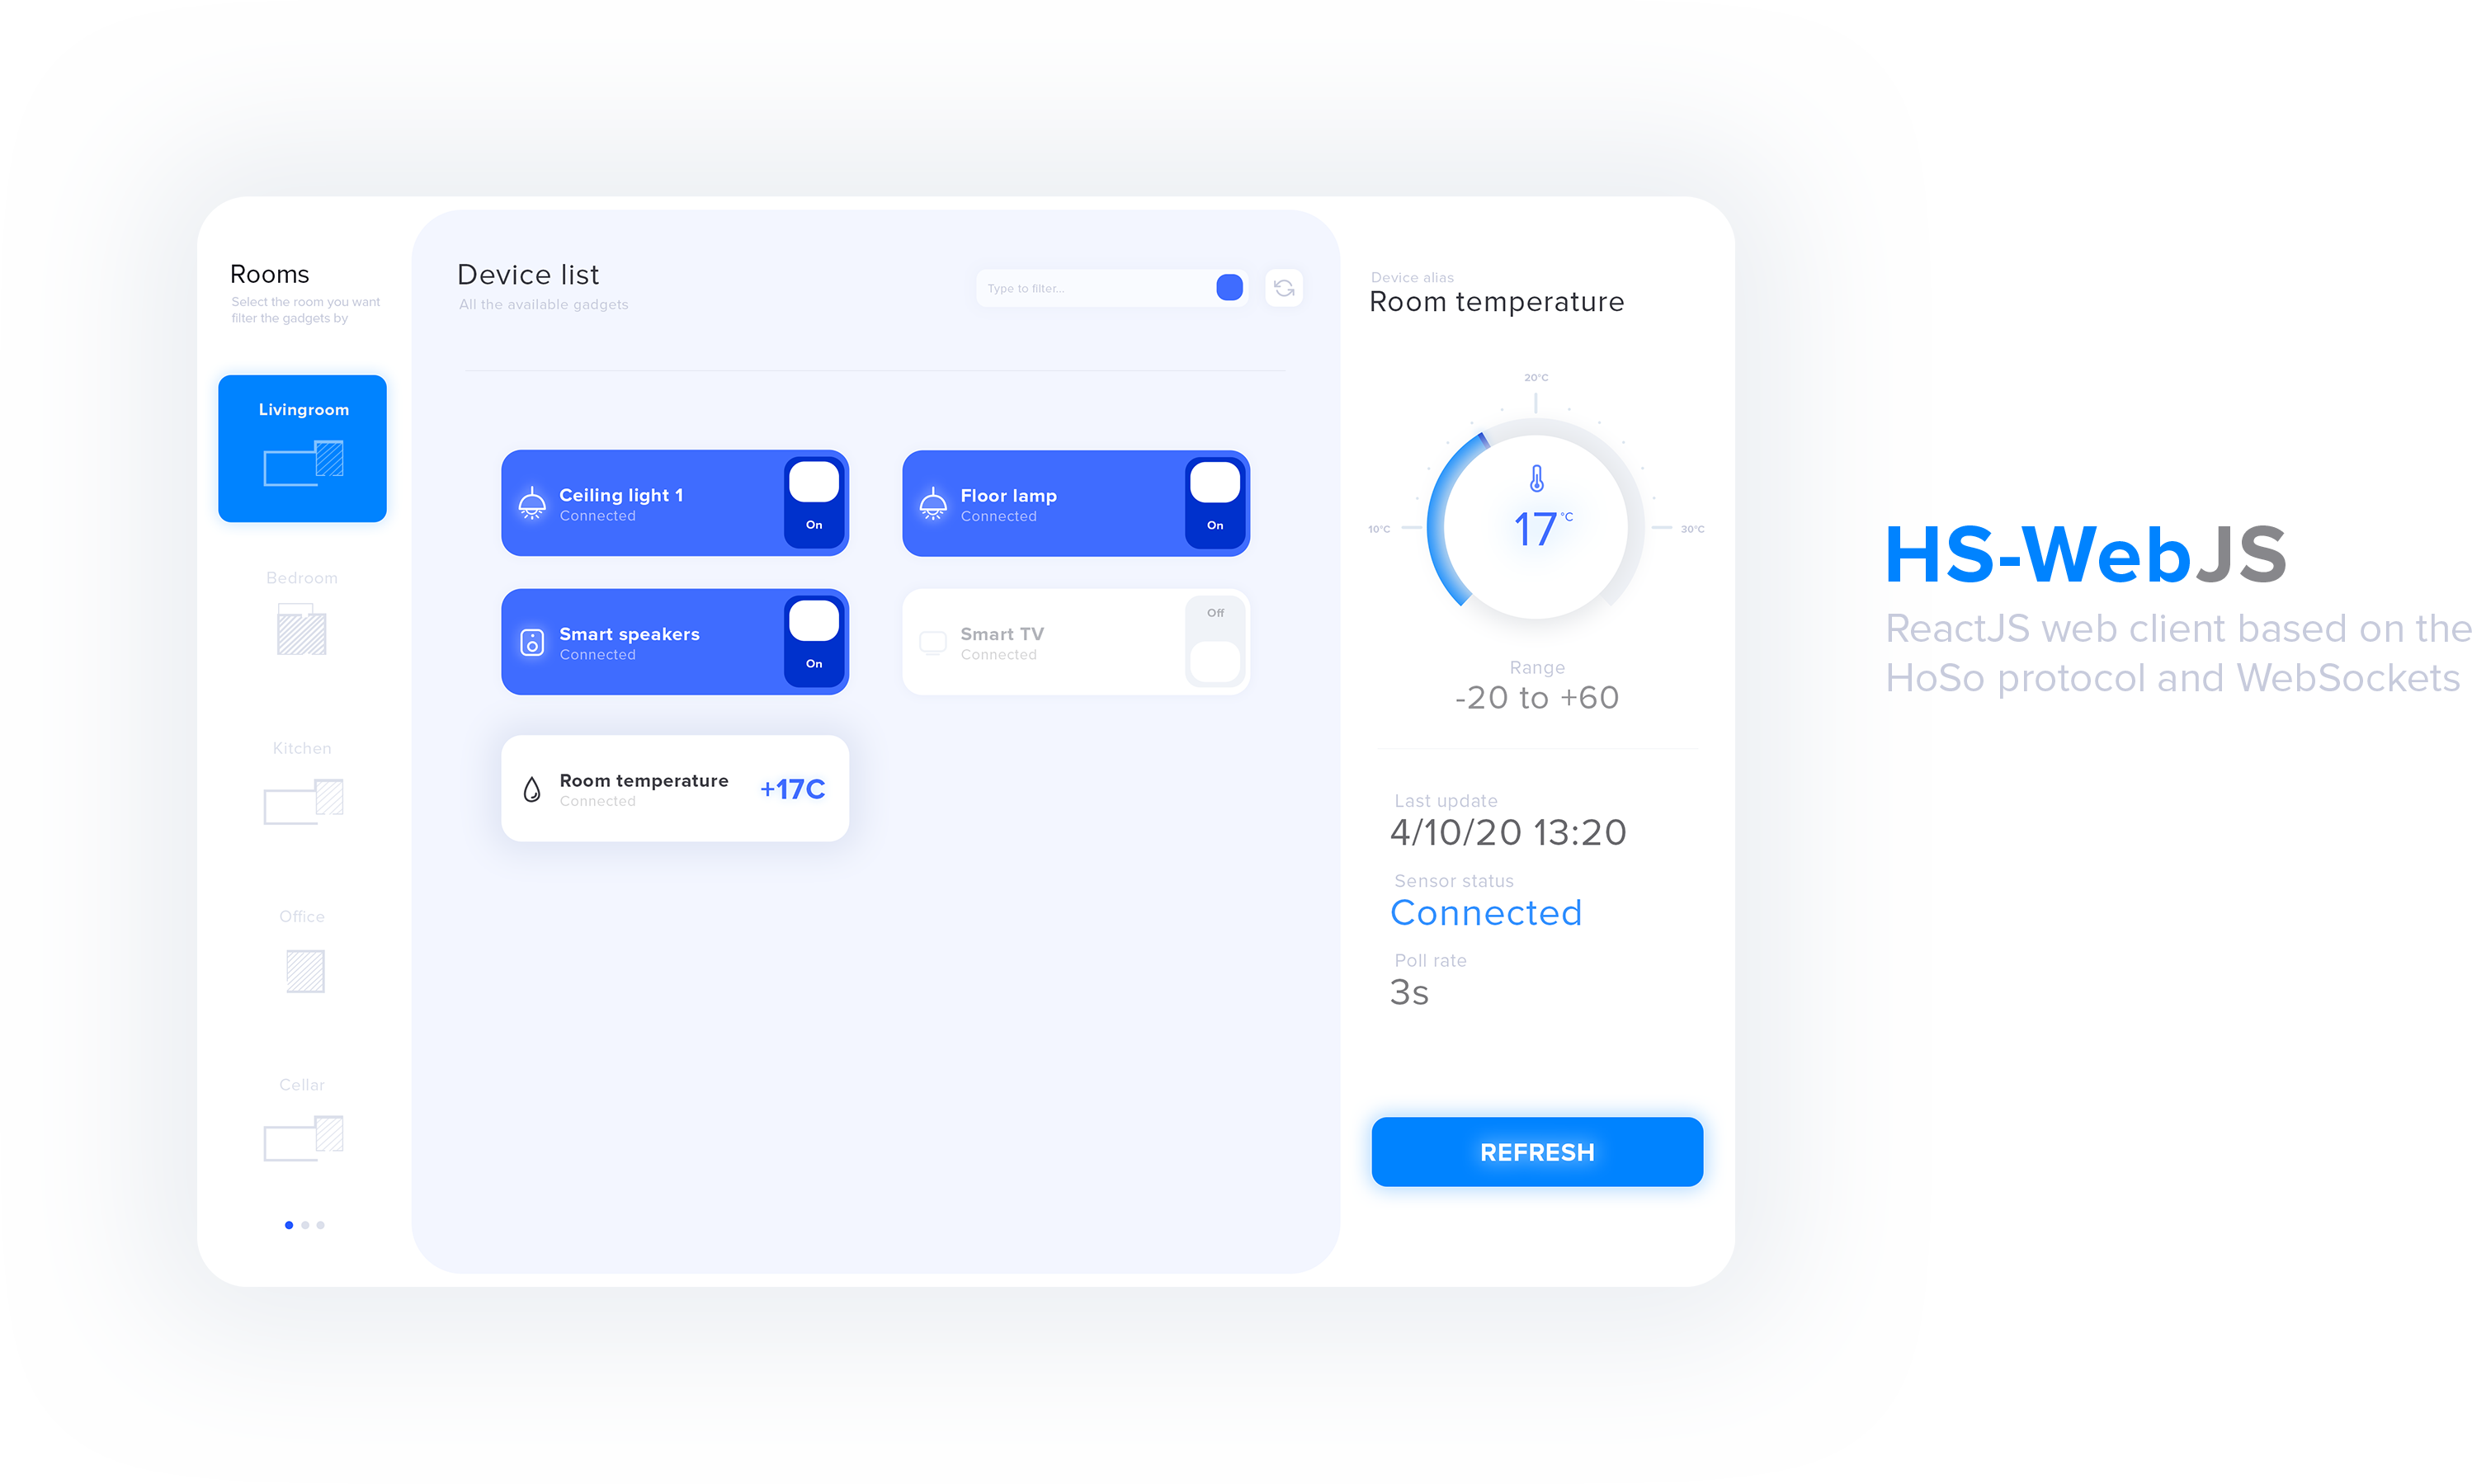 Rooms
Select the room you want
filter the gadgets by
Livingroom
Bedroom
Kitchen
Office
Cellar
Device list
All the available gadgets
Type to filter...
Ceiling light 1
Connected
On
Floor lamp
Connected
On
Smart speakers
Connected
On
Smart TV
Connected
Off
Room temperature
Connected
+17C
Device alias
Room temperature
20°C
10°C
30°C
17°C
Range
-20 to +60
Last update
4/10/20 13:20
Sensor status
Connected
Poll rate
3s
REFRESH
HS-WebJS
ReactJS web client based on the
HoSo protocol and WebSockets